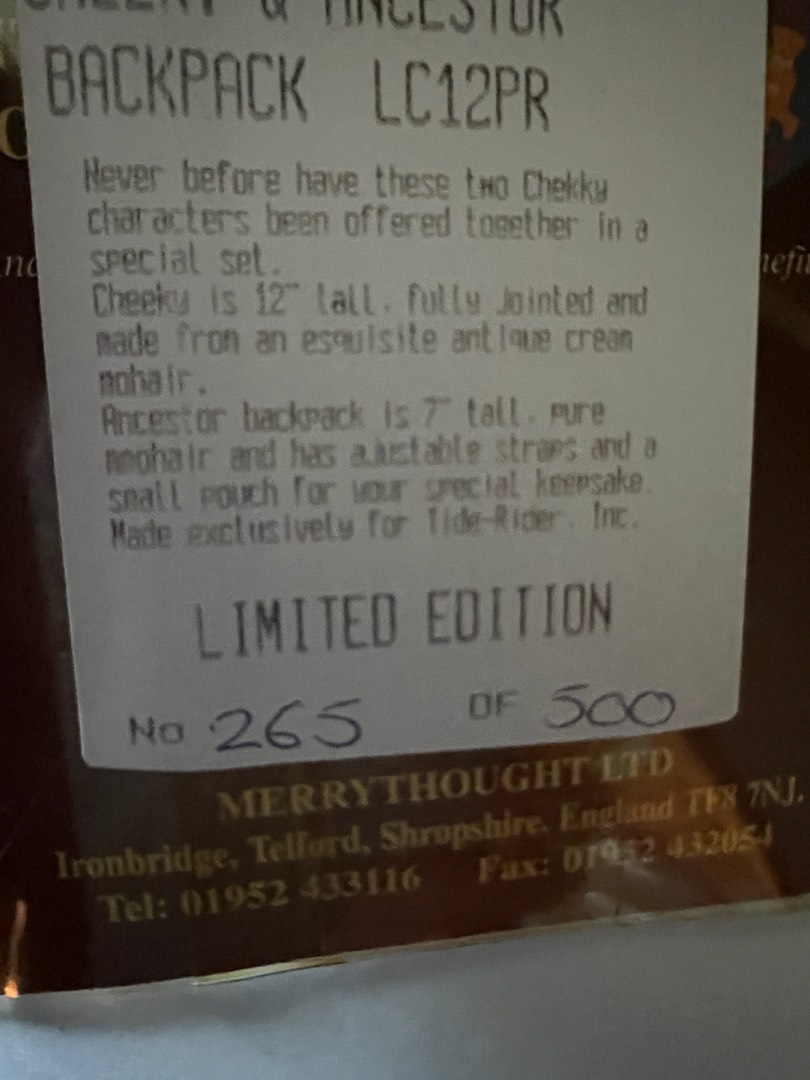 & ANCESTOR
BACKPACK LC12PR
Never before have these two Chekky
characters been offered together in a
special set.
Cheeky is 12" tall, fully jointed and
made fron an esquisite antique cream
mohair.
Ancestor backpack is 7" tall, pure
moohair and has ajustable straps and a
small pouch for your special keepsake.
Made exclusively for Tide-Rider, Inc.
LIMITED EDITION
No 265 OF 500
MERRYTHOUGHT LTD
Ironbridge, Telford, Shropshire, England TF8 7NJ.
Tel: 01952 433116 Fax: 01952 432054